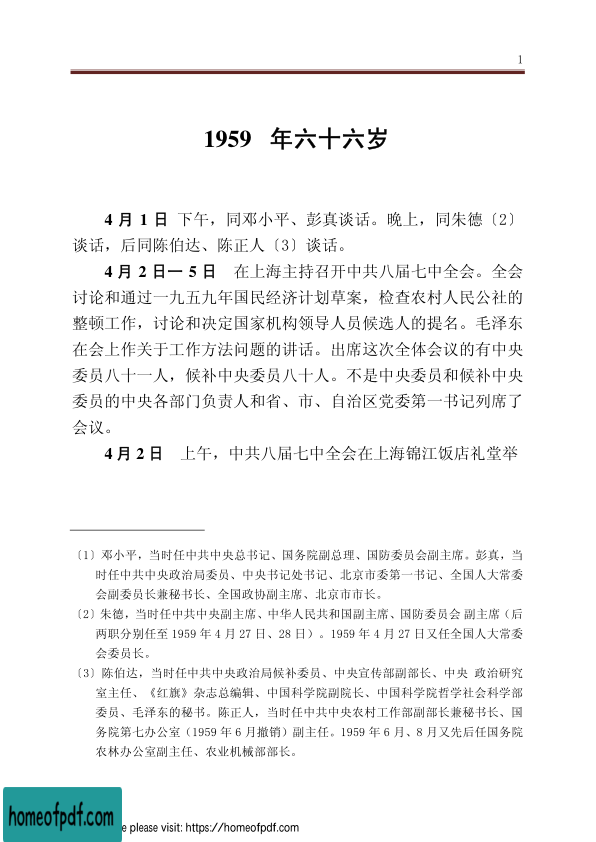 1
1959 年六十六岁
4 月 1 日 下午，同邓小平、彭真谈话。晚上，同朱德〔2〕
谈话，后同陈伯达、陈正人〔3〕谈话。
4 月 2 日一 5 日 在上海主持召开中共八届七中全会。全会
讨论和通过一九五九年国民经济计划草案，检查农村人民公社的
整顿工作，讨论和决定国家机构领导人员候选人的提名。毛泽东
在会上作关于工作方法问题的讲话。出席这次全体会议的有中央
委员八十一人，候补中央委员八十人。不是中央委员和候补中央
委员的中央各部门负责人和省、市、自治区党委第一书记列席了
会议。
4 月 2 日 上午，中共八届七中全会在上海锦江饭店礼堂举
〔1〕邓小平，当时任中共中央总书记、国务院副总理、国防委员会副主席。彭真，当
时任中共中央政治局委员、中央书记处书记、北京市委第一书记、全国人大常委
会副委员长兼秘书长、全国政协副主席、北京市市长。
〔2〕朱德，当时任中共中央副主席、中华人民共和国副主席、国防委员会 副主席（后
两职分别任至 1959 年 4 月 27 日、28 日）。1959 年 4 月 27 日又任全国人大常委
会委员长。
〔3〕陈伯达，当时任中共中央政治局候补委员、中央宣传部副部长、中央 政治研究
室主任、《红旗》杂志总编辑、中国科学院副院长、中国科学院哲学社会科学部
委员、毛泽东的秘书。陈正人，当时任中共中央农村工作部副部长兼秘书长、国
务院第七办公室（1959 年 6 月撤销）副主任。1959 年 6 月、8 月又先后任国务院
农林办公室副主任、农业机械部部长。
homeofpdf.com
please visit: https://homeofpdf.com